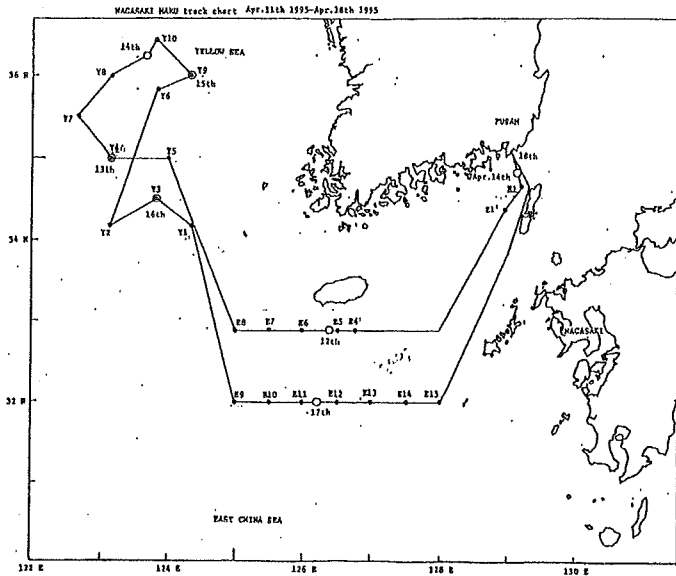 NAGASAKI MARU track chart Apr.11th 1995-Apr.18th 1995
Y10
14th
YELLOW SEA
36 N
Y8
Y9
15th
Y6
Y7
PUSAN
Y4
13th
Y5
18th
Apr.14th
Y3
16th
E1'
34 N
Y2
Y1
E8
E7
E6
E5
E4'
12th
NAGASAKI
32 N
E9
E10
E11
E12
E13
E14
E15
17th
EAST CHINA SEA
122 E
124 E
126 E
128 E
130 E